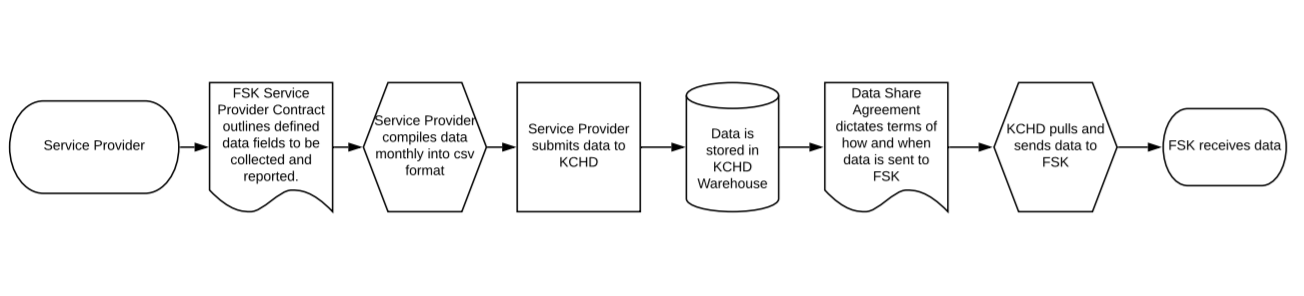 Service Provider
FSK Service
Provider Contract
outlines defined
data fields to be
collected and
reported.
Service Provider
compiles data
monthly into csv
format
Service Provider
submits data to
KCHD
Data is
stored in
KCHD
Warehouse
Data Share
Agreement
dictates terms of
how and when
data is sent to
FSK
KCHD pulls and
sends data to
FSK
FSK receives data